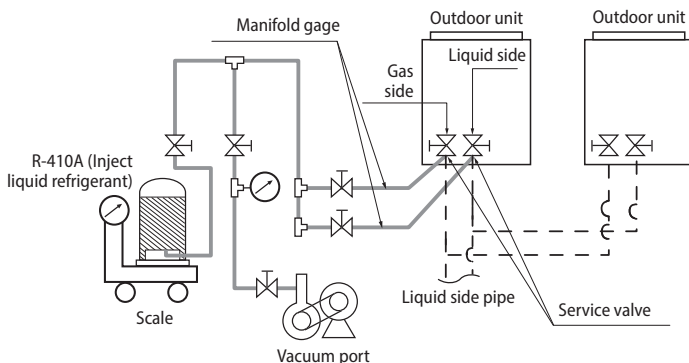 Manifold gage
Outdoor unit
Outdoor unit
Gas
side
Liquid side
R-410A (Inject
liquid refrigerant)
Scale
Vacuum port
Liquid side pipe
Service valve